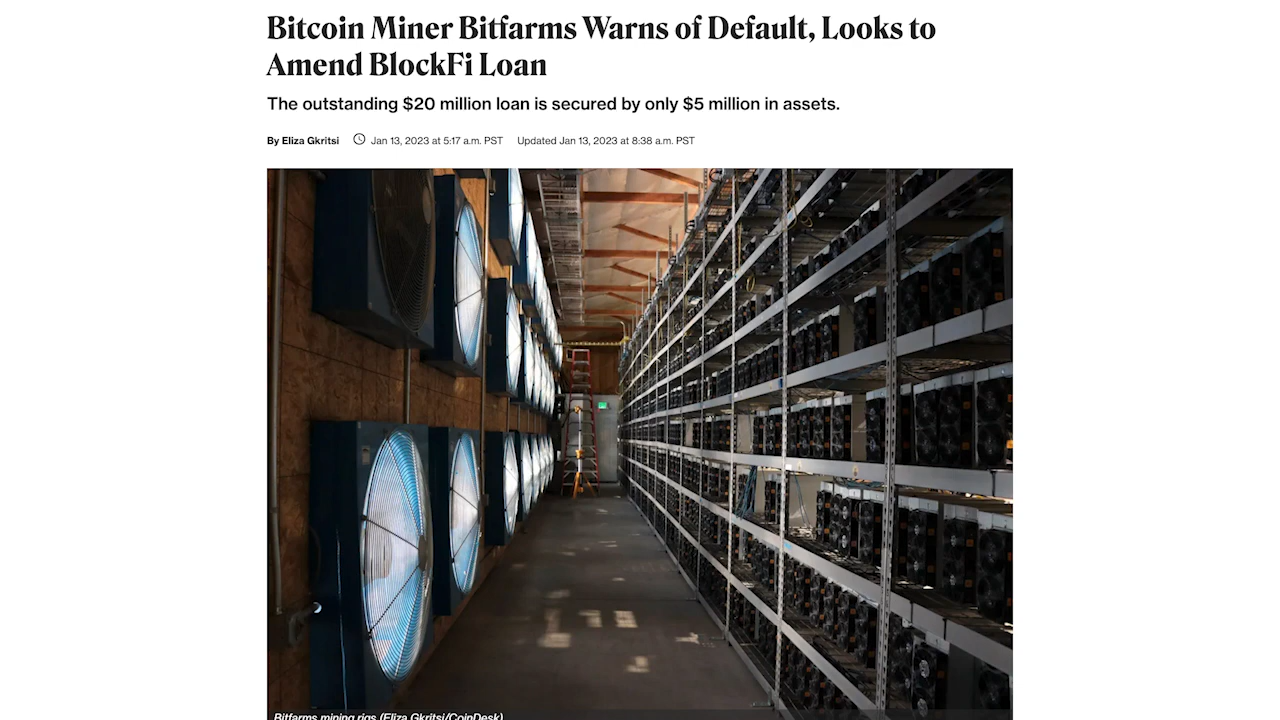 Bitcoin Miner Bitfarms Warns of Default, Looks to
Amend BlockFi Loan
The outstanding $20 million loan is secured by only $5 million in assets.
By Eliza Gkritsi Jan 13, 2023 at 5:17 a.m. PST Updated Jan 13, 2023 at 8:38 a.m. PST
Bitfarms mining rigs (Eliza Gkritsi/CoinDesk)